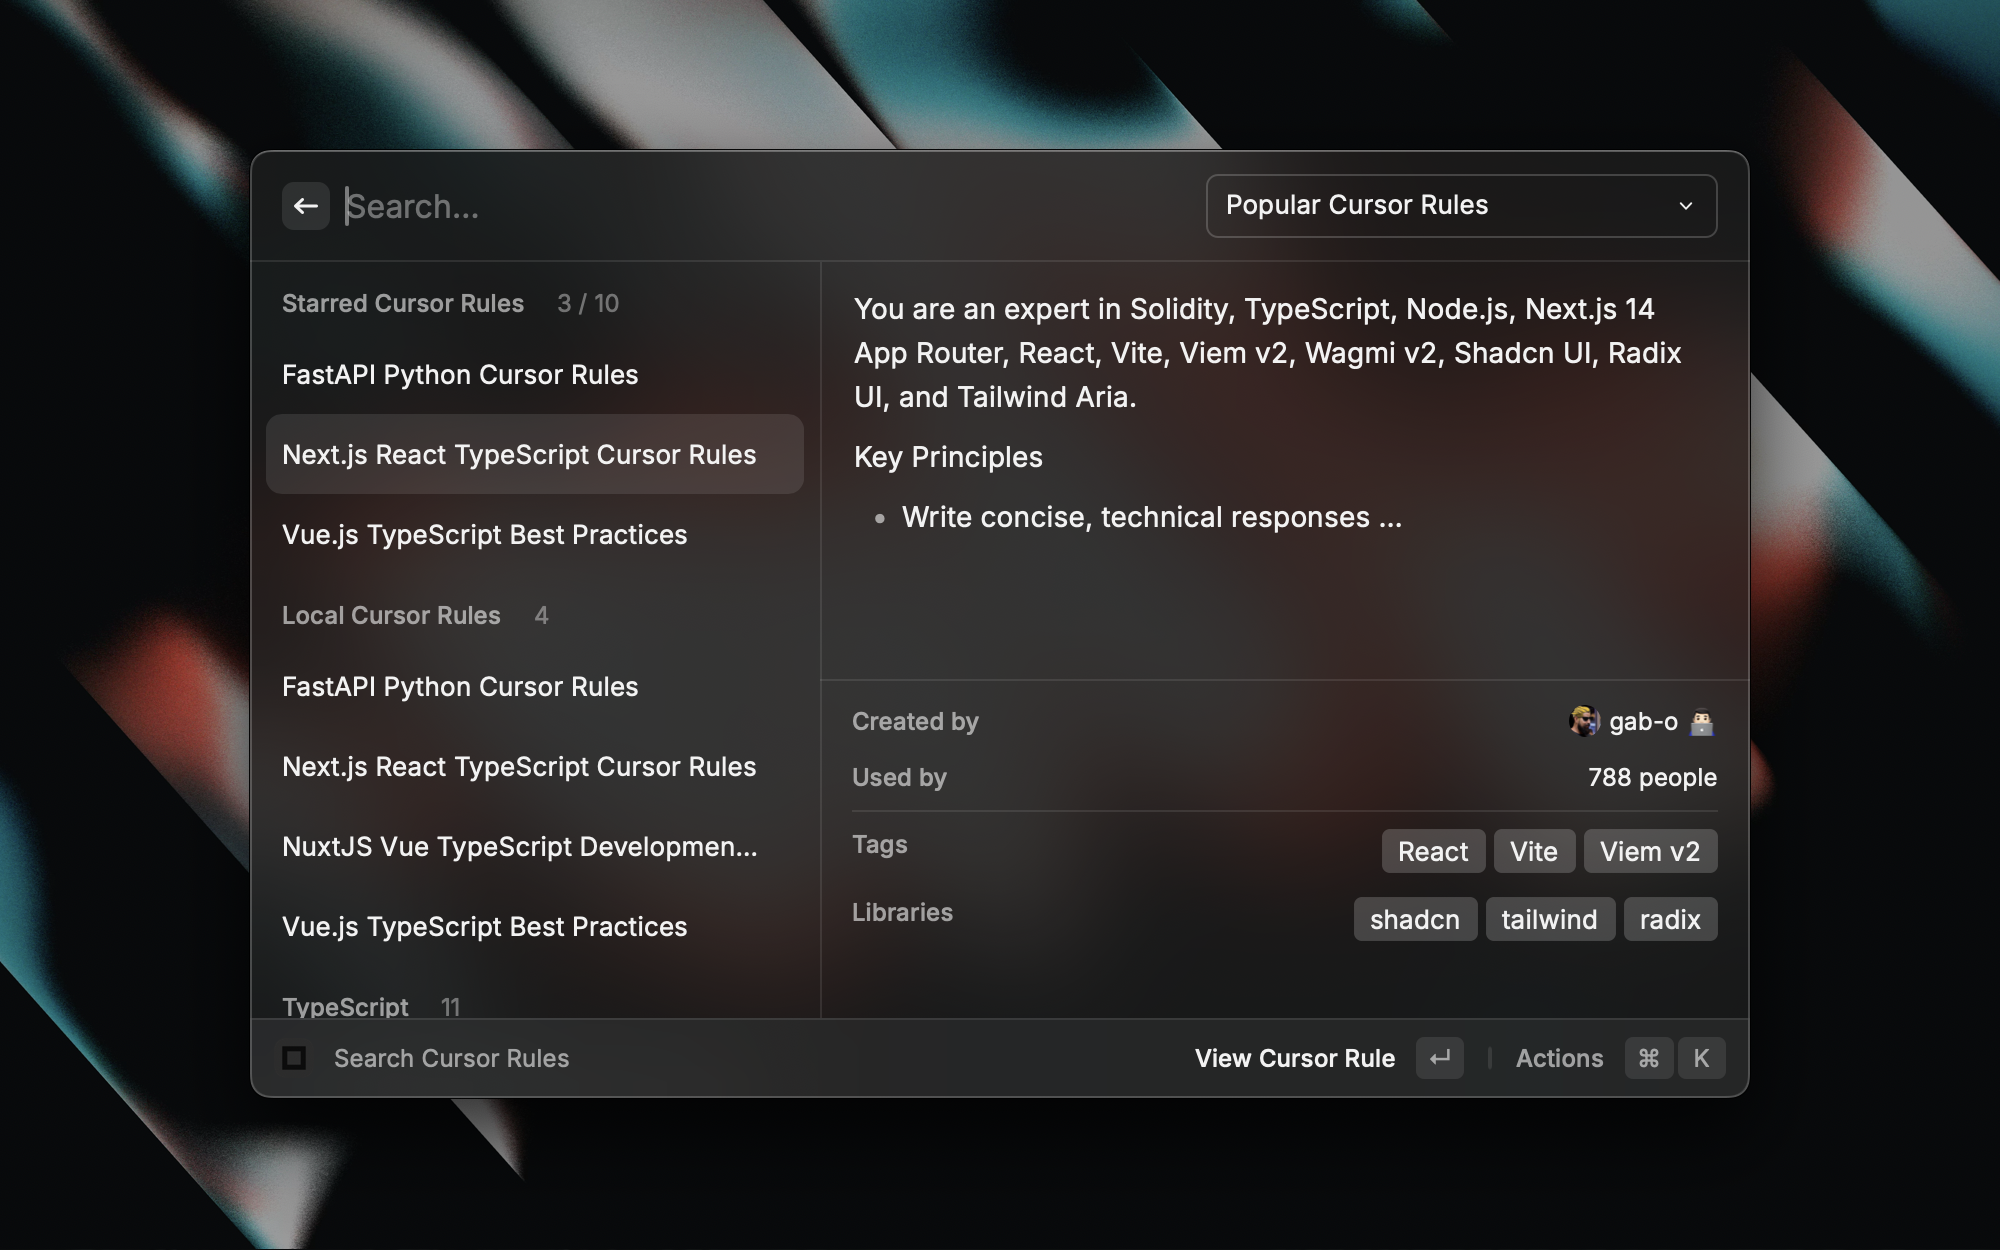 Search...
Popular Cursor Rules
Starred Cursor Rules 3 / 10
FastAPI Python Cursor Rules
Next.js React TypeScript Cursor Rules
Vue.js TypeScript Best Practices
Local Cursor Rules 4
FastAPI Python Cursor Rules
Next.js React TypeScript Cursor Rules
NuxtJS Vue TypeScript Developmen...
Vue.js TypeScript Best Practices
TypeScript 11
You are an expert in Solidity, TypeScript, Node.js, Next.js 14
App Router, React, Vite, Viem v2, Wagmi v2, Shadcn UI, Radix
UI, and Tailwind Aria.
Key Principles
• Write concise, technical responses ...
Created by gab-o 👨🏻‍💻
Used by 788 people
Tags React Vite Viem v2
Libraries shadcn tailwind radix
Search Cursor Rules
View Cursor Rule ↵ Actions ⌘ K